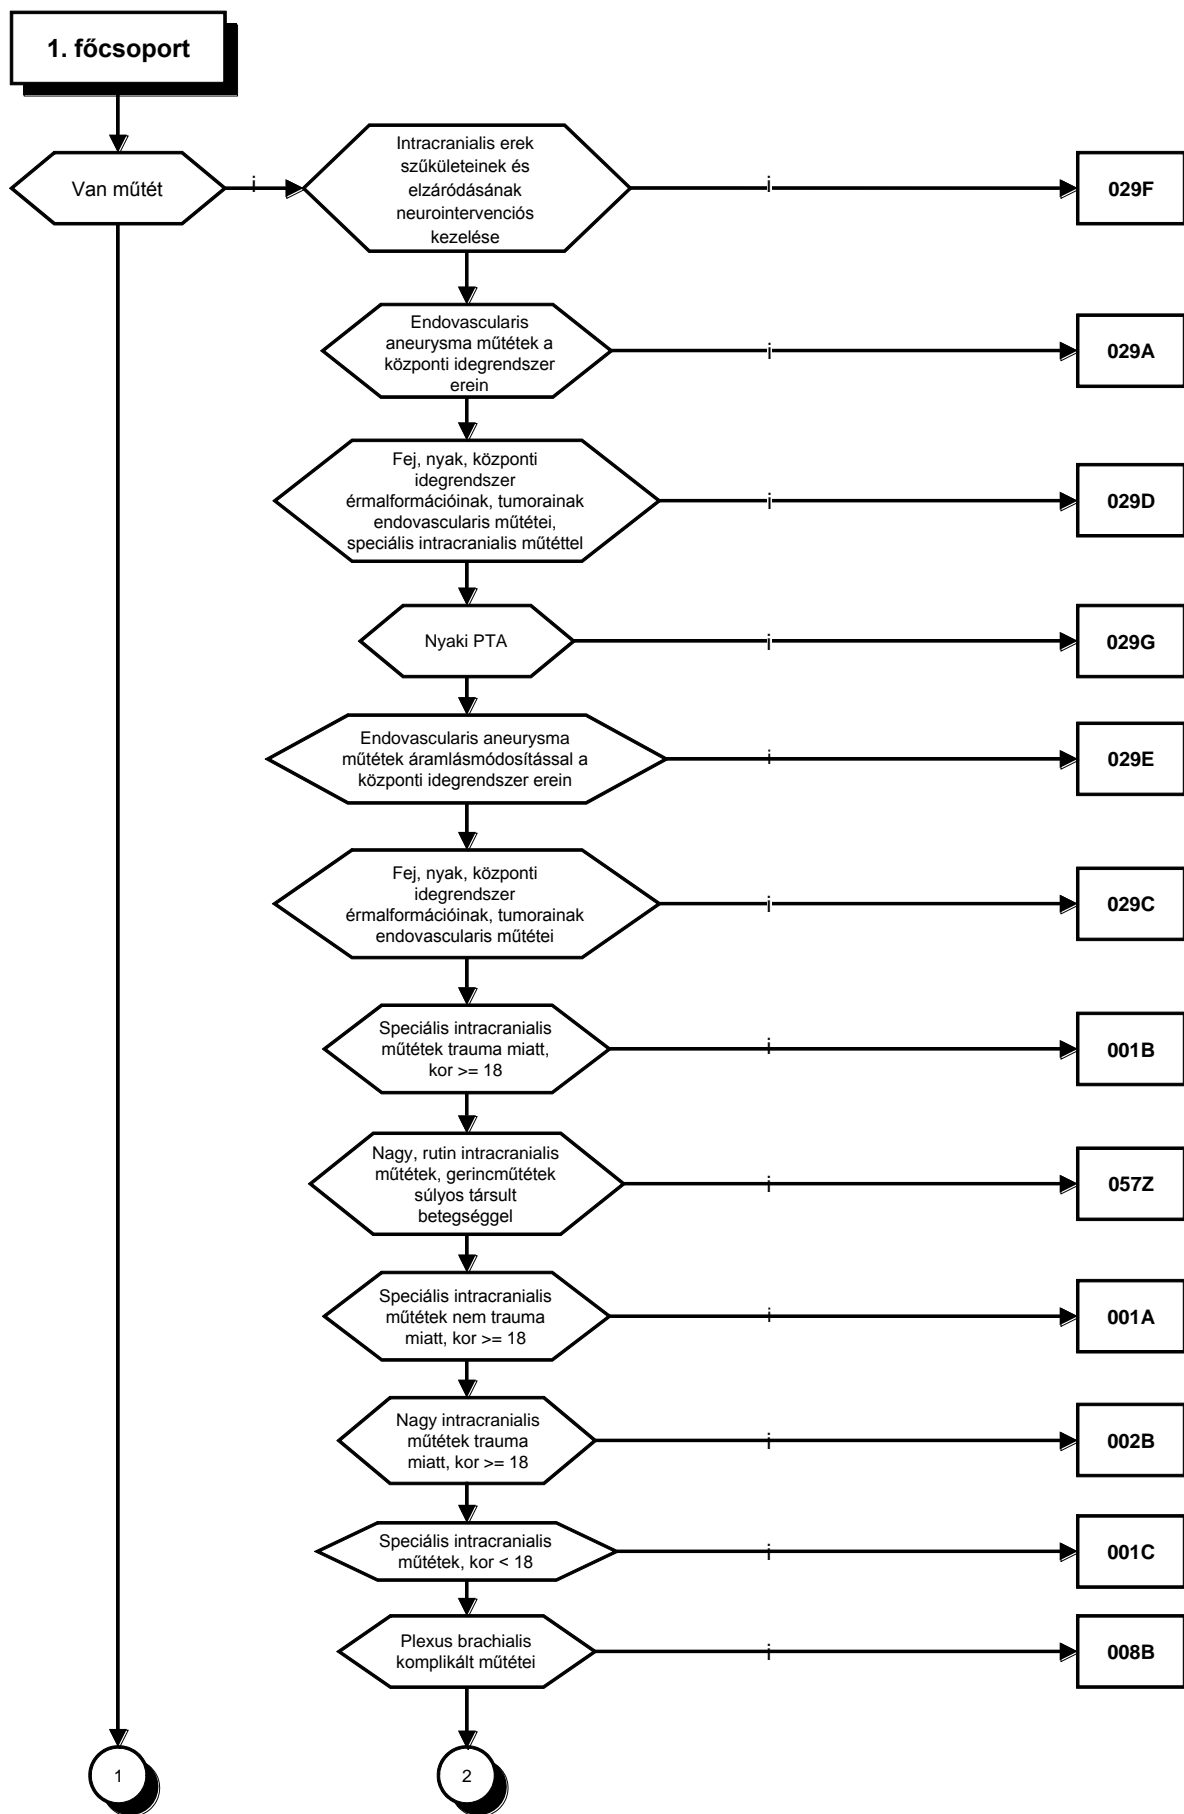 1. főcsoport
Van műtét
i
Intracranialis erek
szűkületeinek és
elzáródásának
neurointervenciós
kezelése
i
029F
Endovascularis
aneurysma műtétek a
központi idegrendszer
erein
i
029A
Fej, nyak, központi
idegrendszer
érmalformációinak, tumorainak
endovascularis műtétei,
speciális intracranialis műtéttel
i
029D
Nyaki PTA
i
029G
Endovascularis aneurysma
műtétek áramlásmódosítással a
központi idegrendszer erein
i
029E
Fej, nyak, központi
idegrendszer
érmalformációinak, tumorainak
endovascularis műtétei
i
029C
Speciális intracranialis
műtétek trauma miatt,
kor >= 18
i
001B
Nagy, rutin intracranialis
műtétek, gerincműtétek
súlyos társult
betegséggel
i
057Z
Speciális intracranialis
műtétek nem trauma
miatt, kor >= 18
i
001A
Nagy intracranialis
műtétek trauma
miatt, kor >= 18
i
002B
Speciális intracranialis
műtétek, kor < 18
i
001C
Plexus brachialis
komplikált műtétei
i
008B
1
2